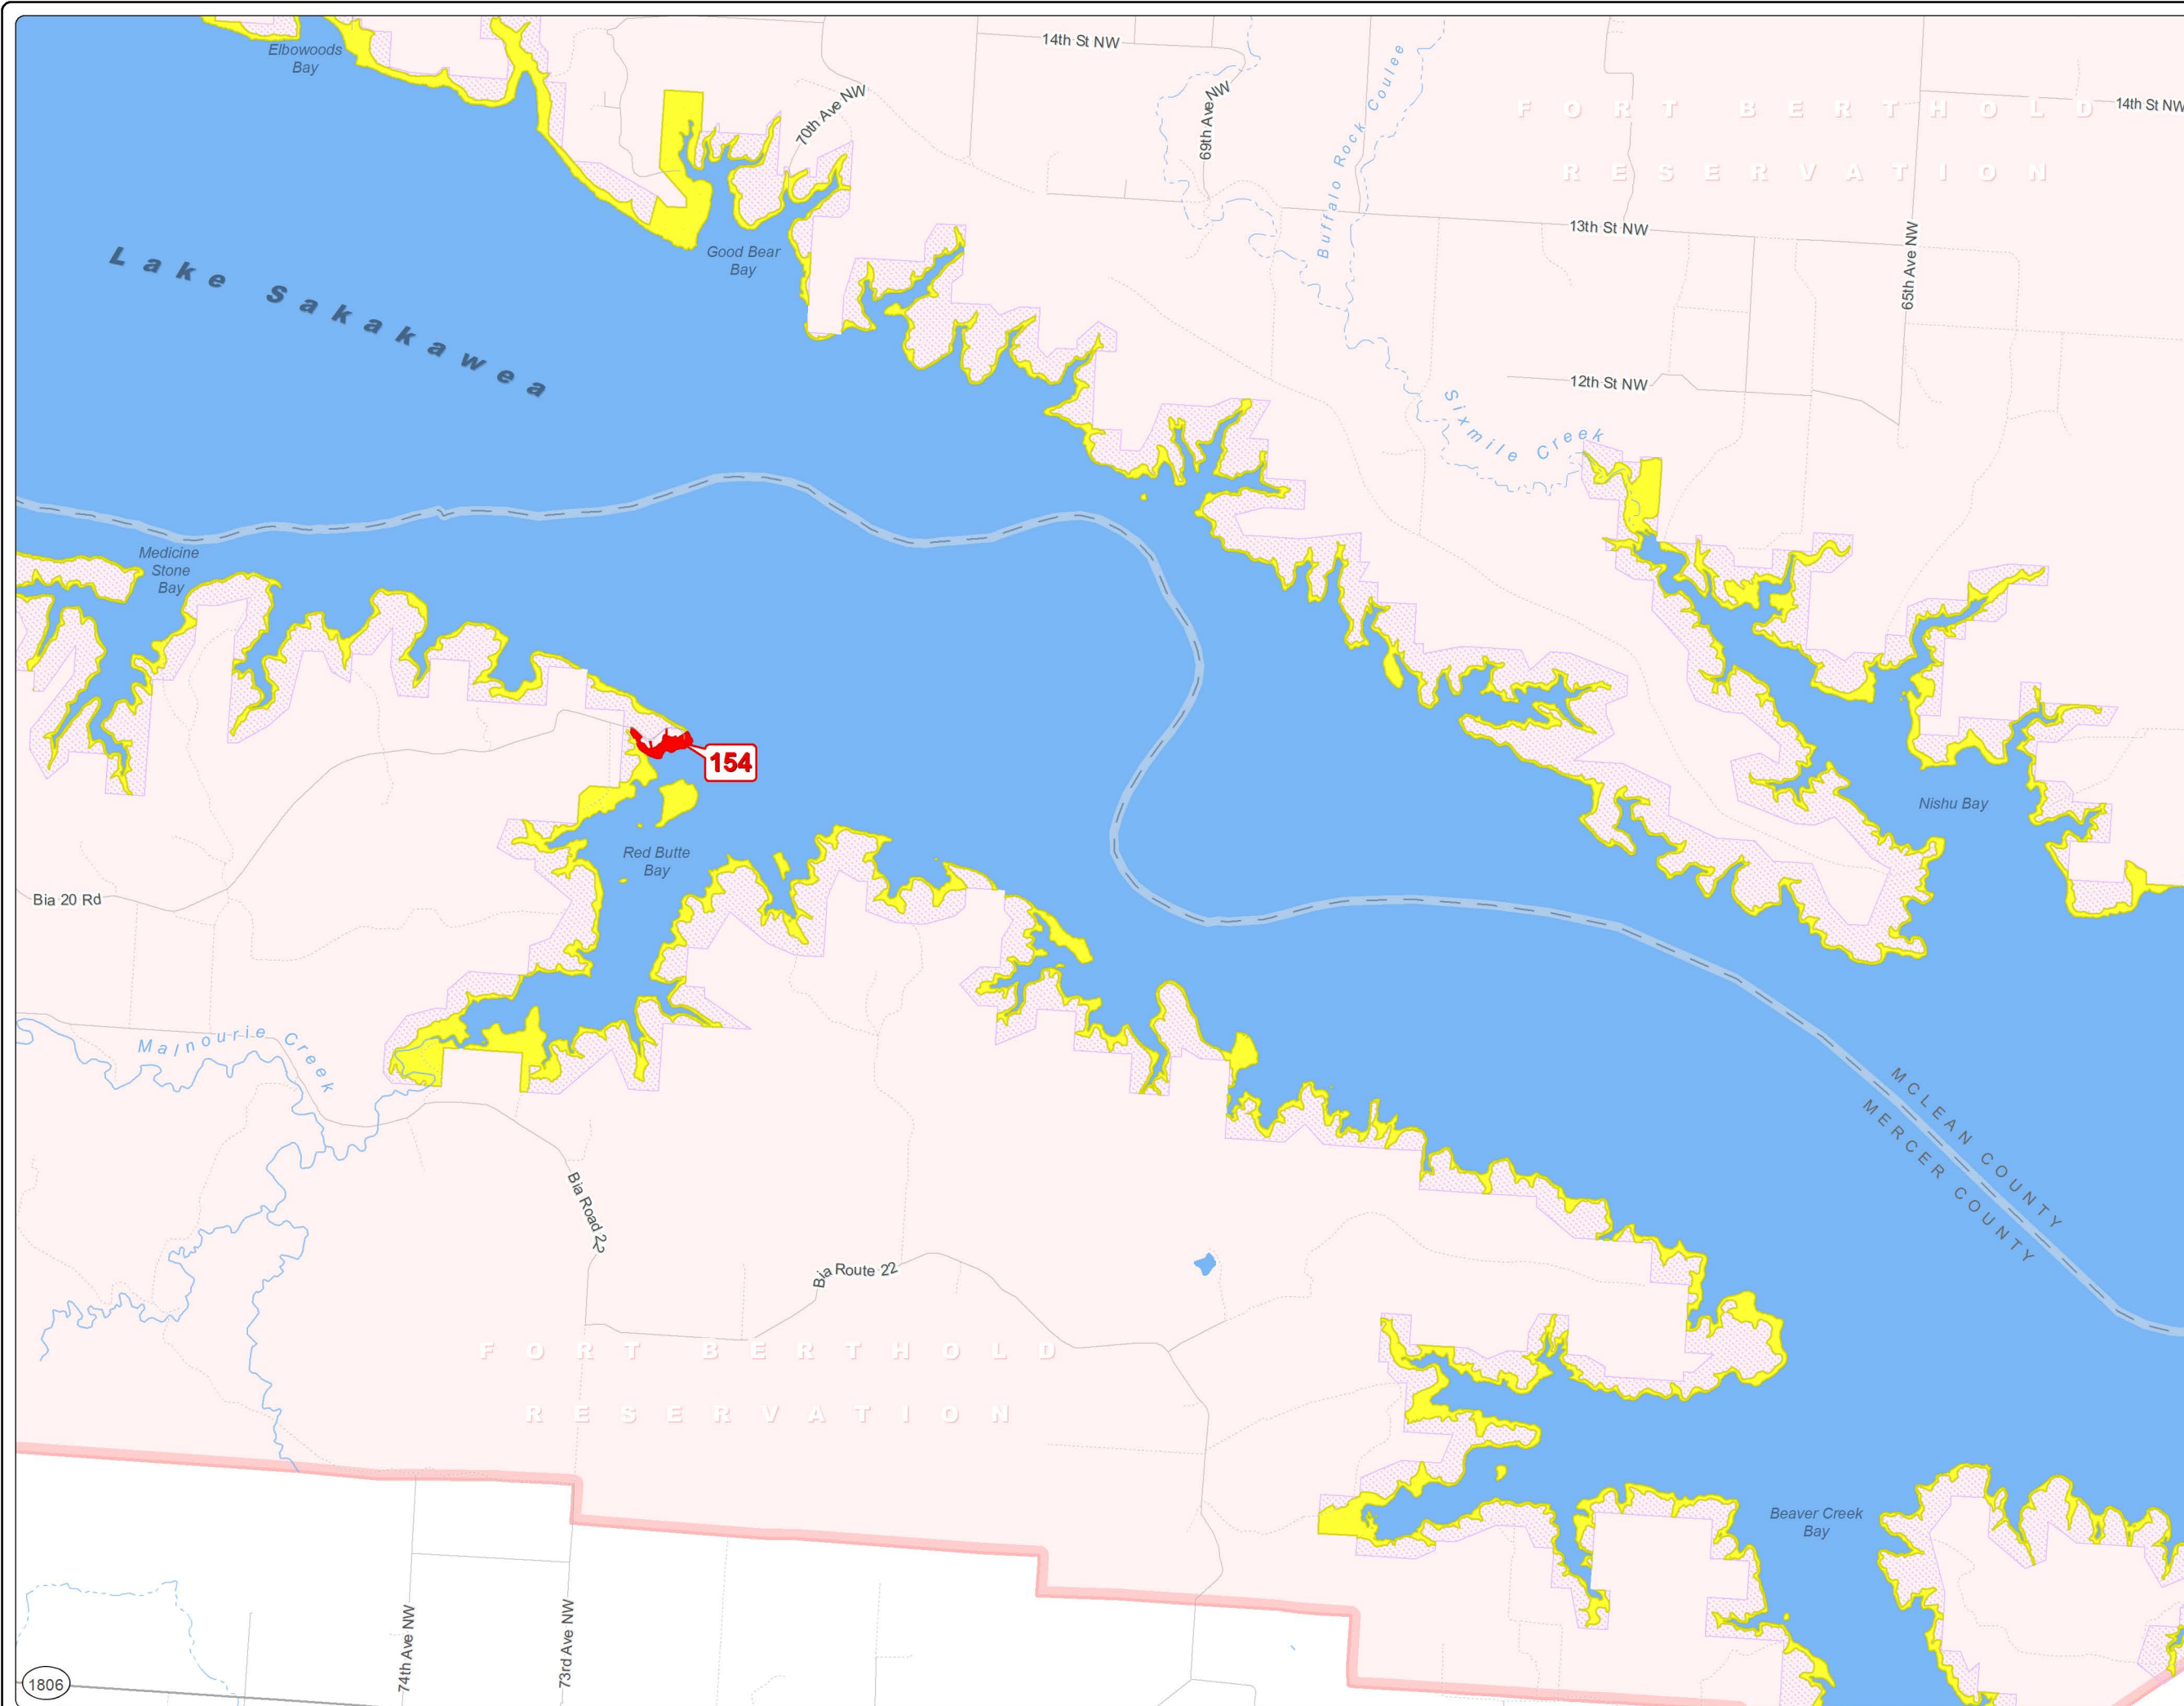 Elbowoods
Bay
14th St NW
70th Ave NW
69th Ave NW
Buffalo Rock Coulee
FORT BERTHOLD
RESERVATION
14th St NW
Good Bear
Bay
13th St NW
65th Ave NW
Lake Sakakawea
12th St NW
Sixmile Creek
Medicine
Stone
Bay
154
Nishu Bay
Red Butte
Bay
Bia 20 Rd
Malnourie Creek
MCLEAN COUNTY
MERCER COUNTY
Bia Road 22
Bia Route 22
FORT BERTHOLD
RESERVATION
Beaver Creek
Bay
74th Ave NW
73rd Ave NW
1806